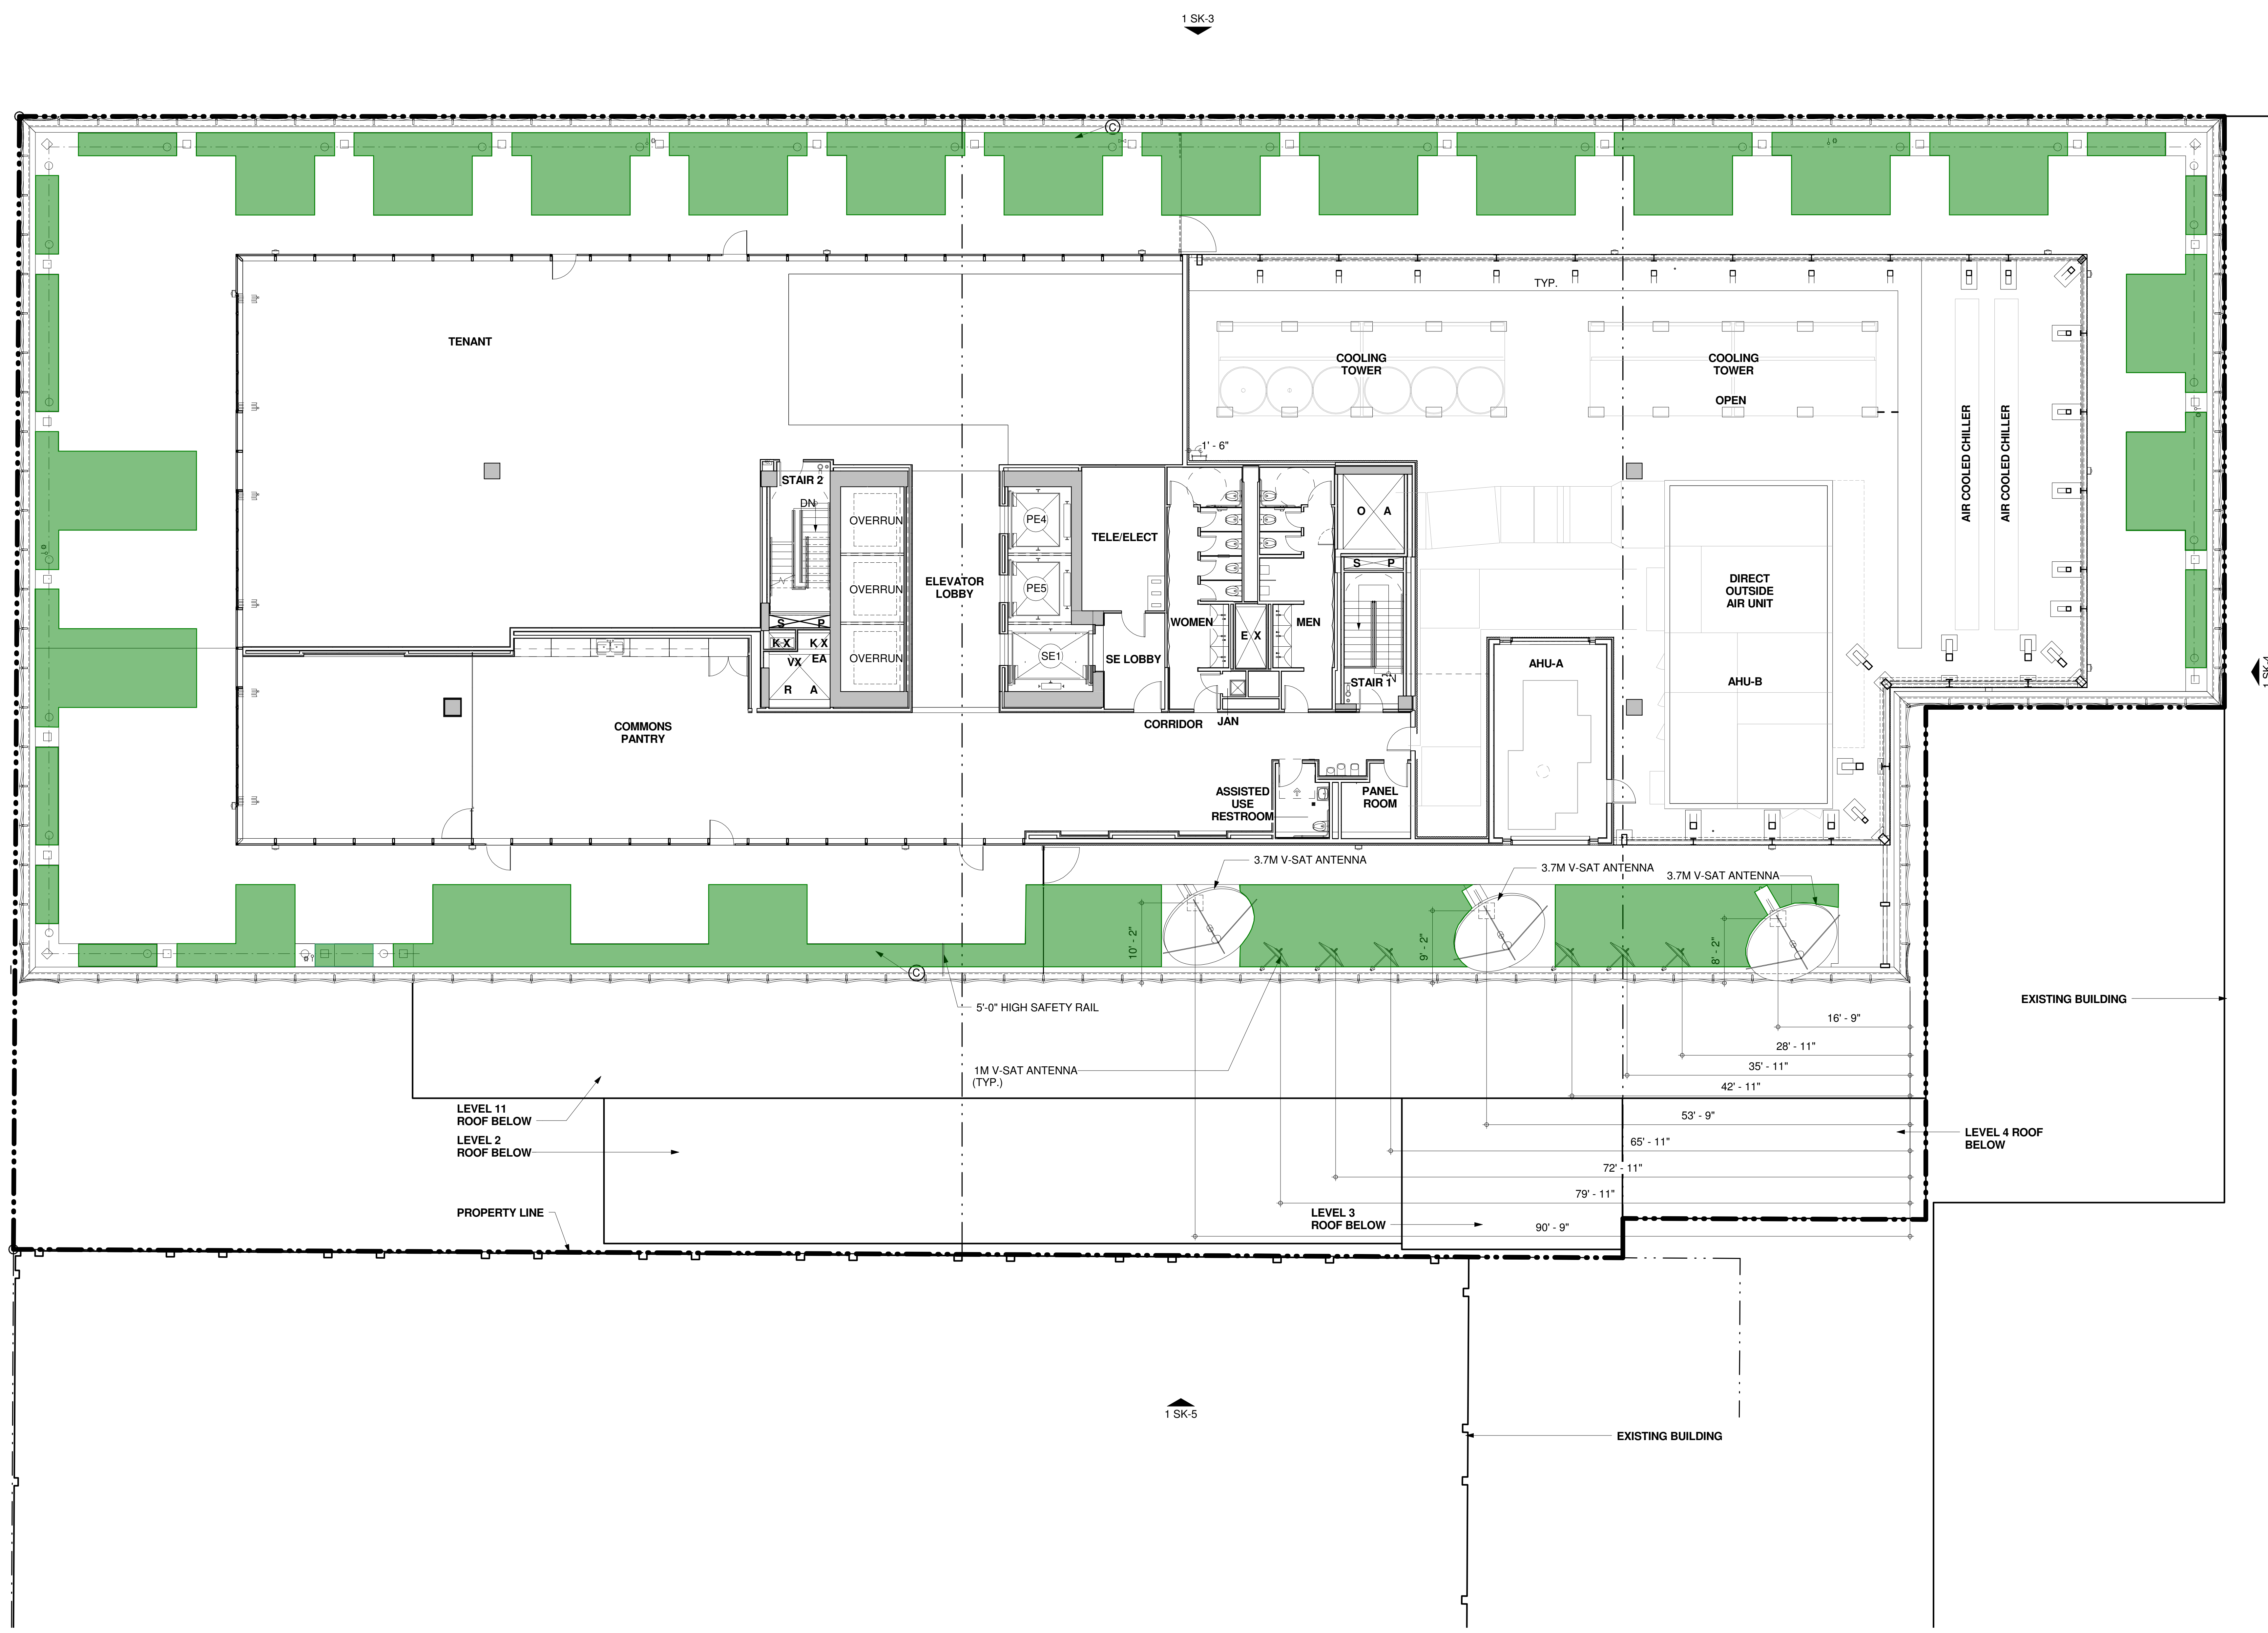 1 SK-3
C
TYP.
TENANT
COOLING
TOWER
COOLING
TOWER
OPEN
AIR COOLED CHILLER
AIR COOLED CHILLER
1' - 6"
STAIR 2
DN
OVERRUN
OVERRUN
OVERRUN
PE4
PE5
SE1
ELEVATOR
LOBBY
TELE/ELECT
O A
S P
WOMEN
MEN
E X
SE LOBBY
S P
K X
K X
VX
EA
R A
STAIR 1
DIRECT
OUTSIDE
AIR UNIT
AHU-A
AHU-B
1 SK-4
COMMONS
PANTRY
CORRIDOR
JAN
ASSISTED
USE
RESTROOM
PANEL
ROOM
3.7M V-SAT ANTENNA
3.7M V-SAT ANTENNA
3.7M V-SAT ANTENNA
10' - 2"
9' - 2"
8' - 2"
C
5'-0" HIGH SAFETY RAIL
EXISTING BUILDING
16' - 9"
28' - 11"
1M V-SAT ANTENNA
(TYP.)
35' - 11"
42' - 11"
LEVEL 11
ROOF BELOW
53' - 9"
LEVEL 2
ROOF BELOW
65' - 11"
LEVEL 4 ROOF
BELOW
72' - 11"
79' - 11"
PROPERTY LINE
LEVEL 3
ROOF BELOW
90' - 9"
1 SK-5
EXISTING BUILDING